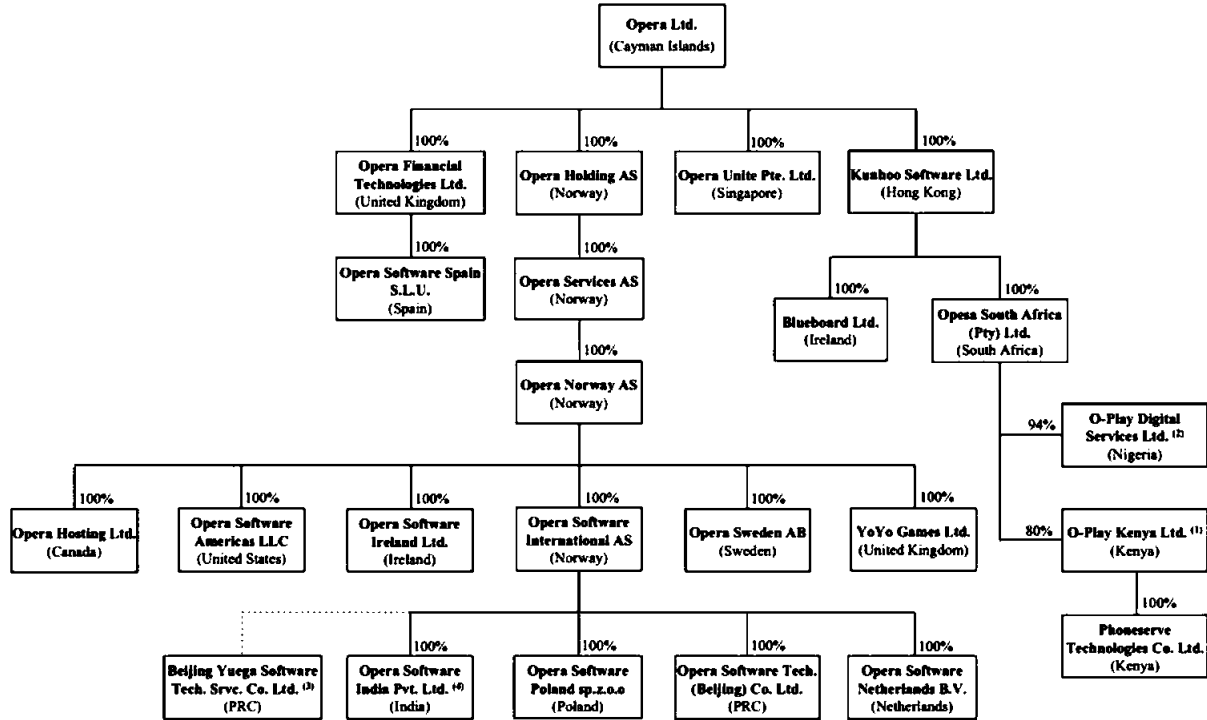 Opera Ltd.
(Cayman Islands)
100%
100%
100%
100%
Opera Financial
Technologies Ltd.
(United Kingdom)
Opera Holding AS
(Norway)
Opera Unite Pte. Ltd.
(Singapore)
Kunhoo Software Ltd.
(Hong Kong)
100%
100%
100%
100%
Opera Software Spain
S.L.U.
(Spain)
Opera Services AS
(Norway)
Blueboard Ltd.
(Ireland)
Opesa South Africa
(Pty) Ltd.
(South Africa)
100%
Opera Norway AS
(Norway)
94%
O-Play Digital
Services Ltd. (2)
(Nigeria)
100%
100%
100%
100%
100%
100%
Opera Hosting Ltd.
(Canada)
Opera Software
Americas LLC
(United States)
Opera Software
Ireland Ltd.
(Ireland)
Opera Software
International AS
(Norway)
Opera Sweden AB
(Sweden)
YoYo Games Ltd.
(United Kingdom)
80%
O-Play Kenya Ltd. (1)
(Kenya)
100%
Phoneserve
Technologies Co. Ltd.
(Kenya)
100%
100%
100%
100%
Beijing Yuega Software
Tech. Srvc. Co. Ltd. (3)
(PRC)
Opera Software
India Pvt. Ltd. (4)
(India)
Opera Software
Poland sp.z.o.o
(Poland)
Opera Software Tech.
(Beijing) Co. Ltd.
(PRC)
Opera Software
Netherlands B.V.
(Netherlands)